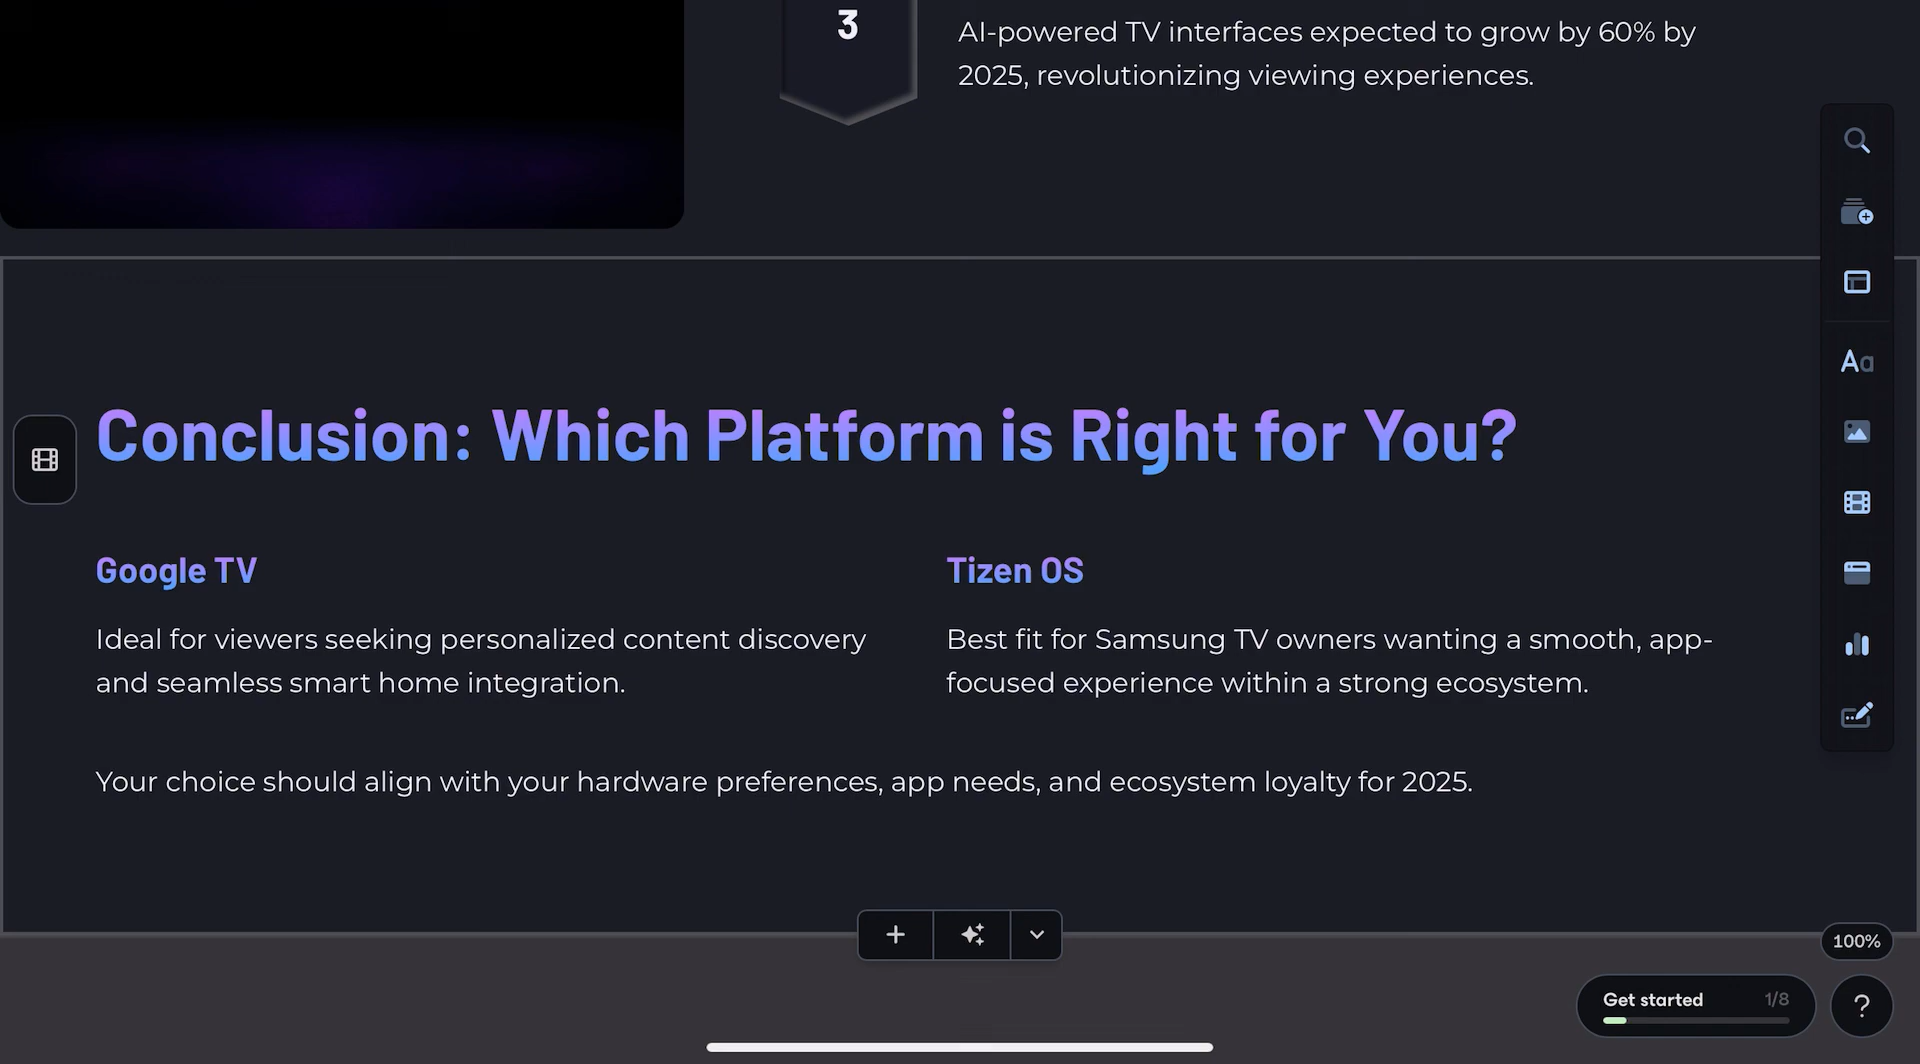 3
AI-powered TV interfaces expected to grow by 60% by
2025, revolutionizing viewing experiences.
Aa
Conclusion: Which Platform is Right for You?
Google TV
Ideal for viewers seeking personalized content discovery
and seamless smart home integration.
Tizen OS
Best fit for Samsung TV owners wanting a smooth, app-
focused experience within a strong ecosystem.
Your choice should align with your hardware preferences, app needs, and ecosystem loyalty for 2025.
100%
Get started 1/8
?